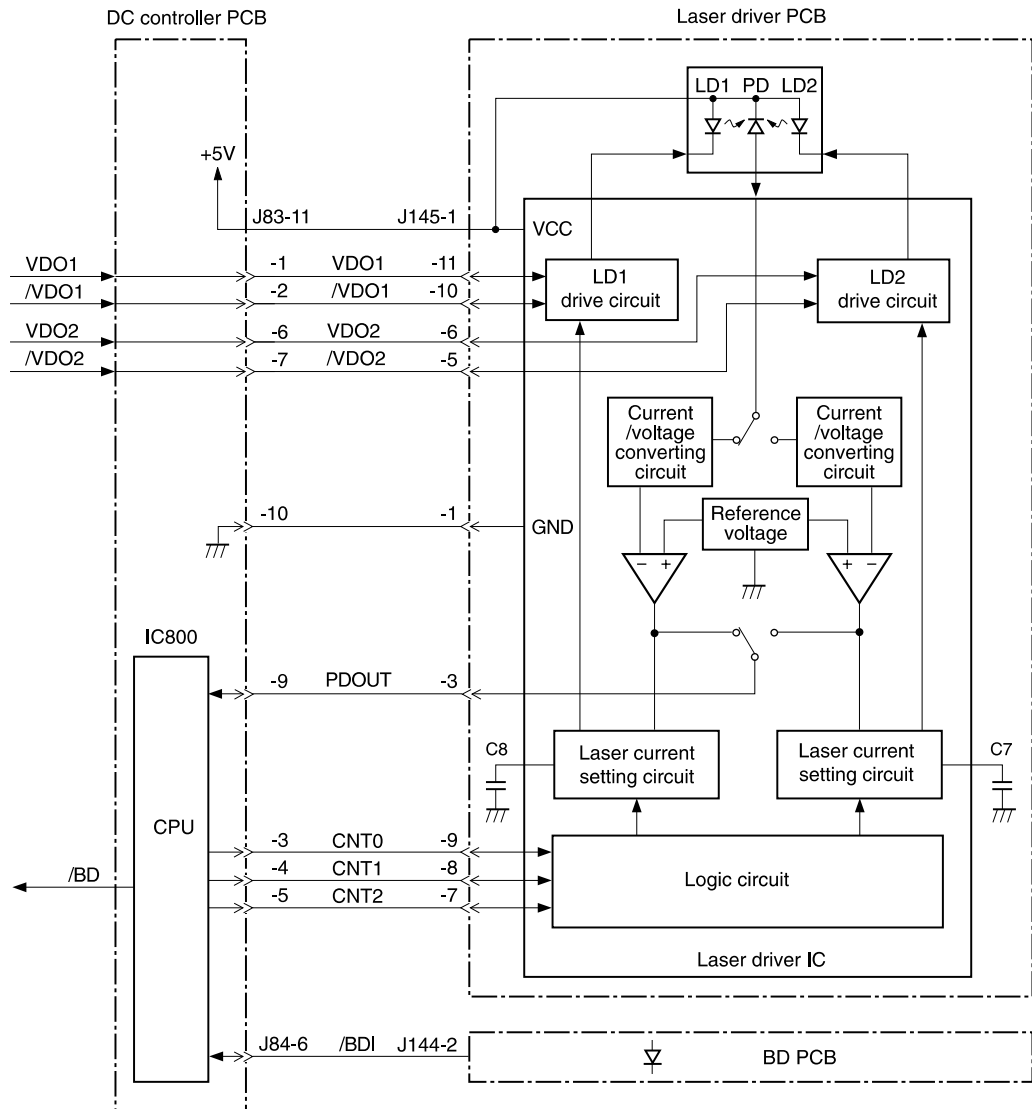 DC controller PCB
Laser driver PCB
LD1 PD LD2
+5V
J83-11 J145-1
VCC
VDO1 -1 VDO1 -11
/VDO1 -2 /VDO1 -10
VDO2 -6 VDO2 -6
/VDO2 -7 /VDO2 -5
LD1
drive circuit
LD2
drive circuit
Current
/voltage
converting
circuit
Current
/voltage
converting
circuit
-10 -1
GND
Reference
voltage
− +
+ −
IC800
CPU
-9 PDOUT -3
C8
Laser current
setting circuit
Laser current
setting circuit
C7
-3 CNT0 -9
-4 CNT1 -8
-5 CNT2 -7
Logic circuit
/BD
Laser driver IC
J84-6 /BDI J144-2
BD PCB